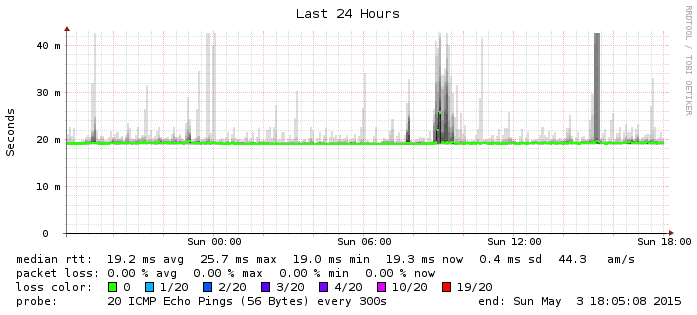 Last 24 Hours
RRDTOOL / TOBI OETIKER
Seconds
40 m
30 m
20 m
10 m
0
Sun 00:00 Sun 06:00 Sun 12:00 Sun 18:00
median rtt: 19.2 ms avg 25.7 ms max 19.0 ms min 19.3 ms now 0.4 ms sd 44.3 am/s
packet loss: 0.00 % avg 0.00 % max 0.00 % min 0.00 % now
loss color: 0 1/20 2/20 3/20 4/20 10/20 19/20
probe: 20 ICMP Echo Pings (56 Bytes) every 300s end: Sun May 3 18:05:08 2015